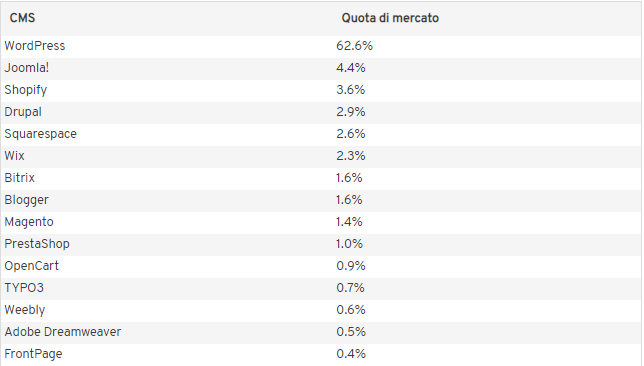 CMS Quota di mercato
WordPress 62.6%
Joomla! 4.4%
Shopify 3.6%
Drupal 2.9%
Squarespace 2.6%
Wix 2.3%
Bitrix 1.6%
Blogger 1.6%
Magento 1.4%
PrestaShop 1.0%
OpenCart 0.9%
TYPO3 0.7%
Weebly 0.6%
Adobe Dreamweaver 0.5%
FrontPage 0.4%